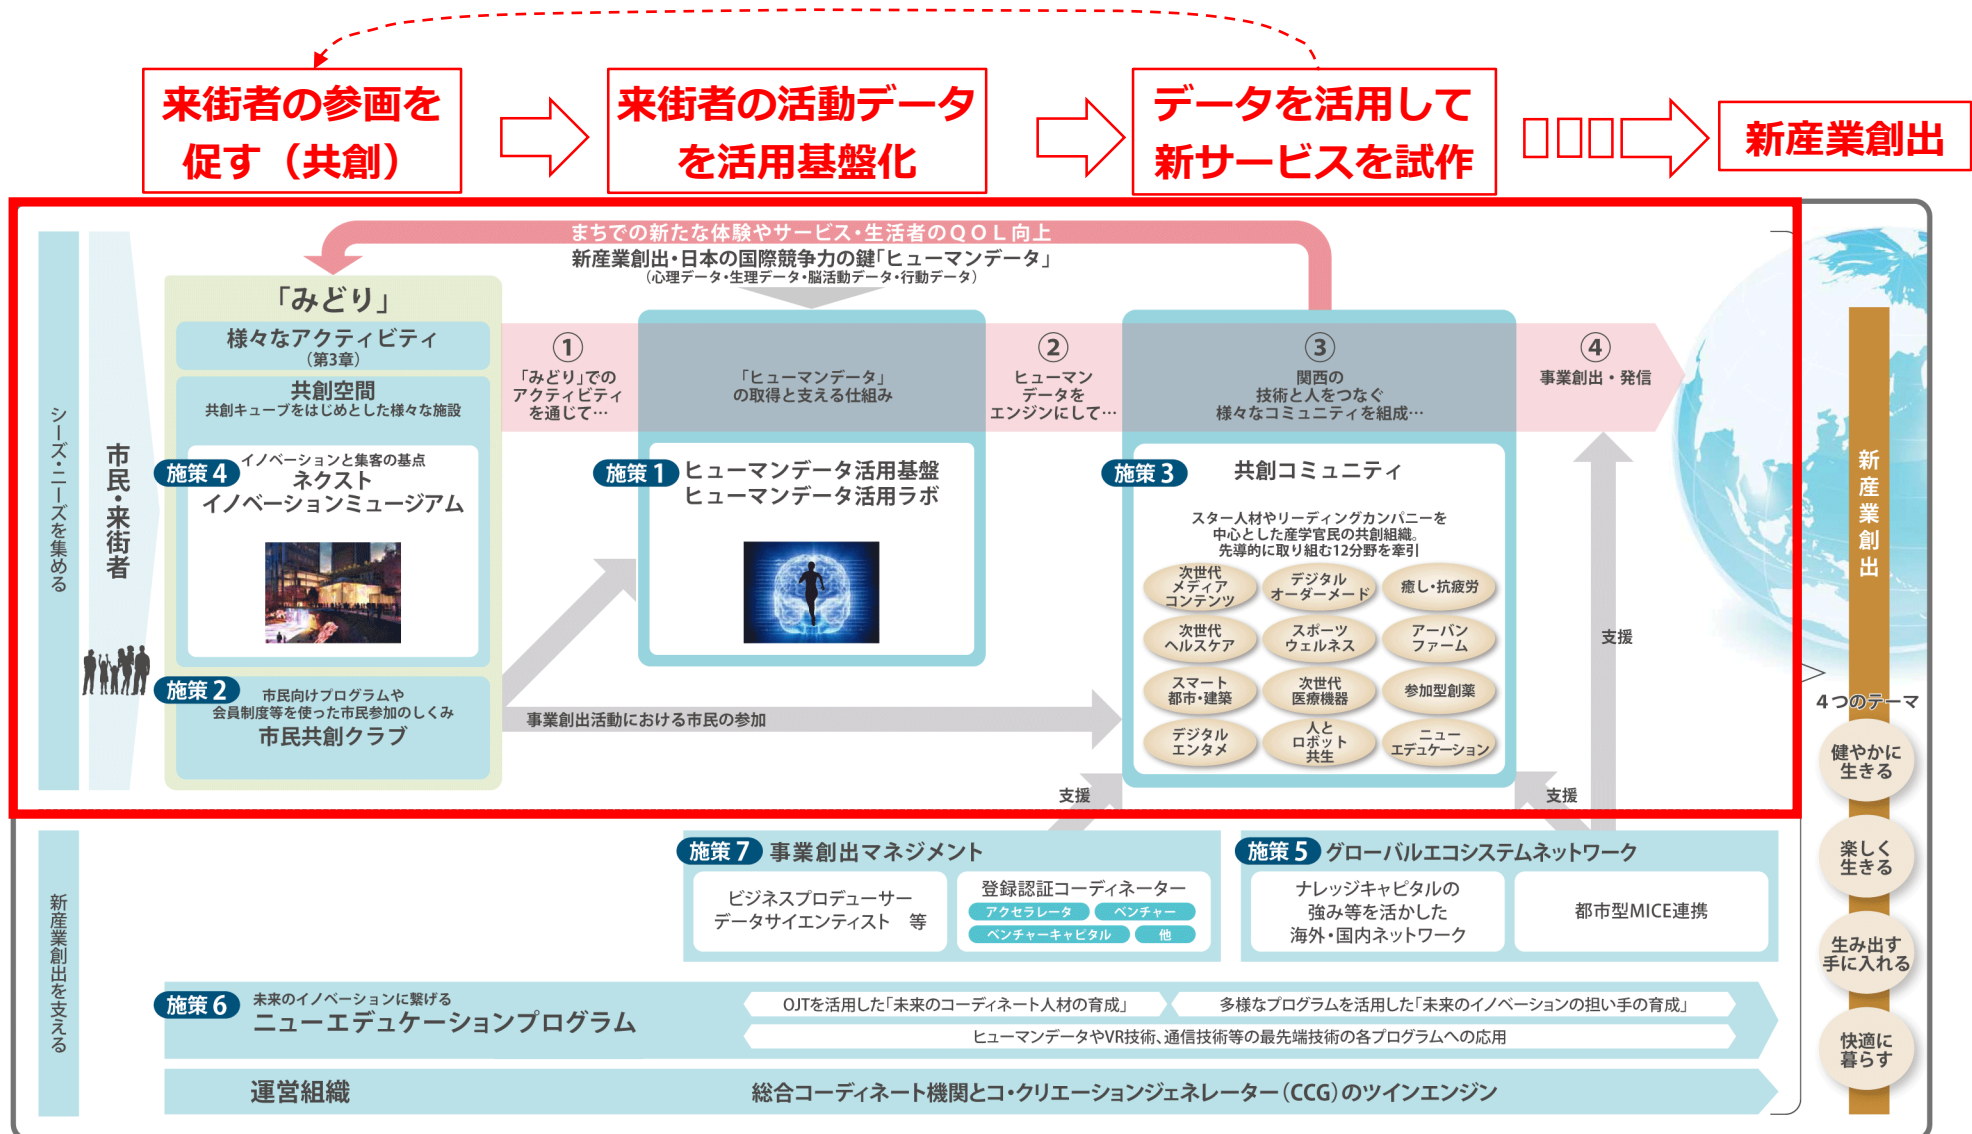 来街者の参画を
促す（共創）
来街者の活動データ
を活用基盤化
データを活用して
新サービスを試作
新産業創出
まちでの新たな体験やサービス・生活者のＱＯＬ向上
新産業創出・日本の国際競争力の鍵「ヒューマンデータ」
（心理データ・生理データ・脳活動データ・行動データ）
シーズ・ニーズを集める
市民・来街者
「みどり」
様々なアクティビティ
（第3章）
共創空間
共創キューブをはじめとした様々な施設
施策 4
イノベーションと集客の基点
ネクスト
イノベーションミュージアム
施策 2
市民向けプログラムや
会員制度等を使った市民参加のしくみ
市民共創クラブ
①
「みどり」での
アクティビティ
を通じて…
「ヒューマンデータ」
の取得と支える仕組み
施策 1
ヒューマンデータ活用基盤
ヒューマンデータ活用ラボ
②
ヒューマン
データを
エンジンにして…
③
関西の
技術と人をつなぐ
様々なコミュニティを組成…
④
事業創出・発信
施策 3
共創コミュニティ
スター人材やリーディングカンパニーを
中心とした産学官民の共創組織。
先導的に取り組む12分野を牽引
次世代
メディア
コンテンツ
デジタル
オーダーメード
癒し・抗疲労
次世代
ヘルスケア
スポーツ
ウェルネス
アーバン
ファーム
スマート
都市・建築
次世代
医療機器
参加型創薬
デジタル
エンタメ
人と
ロボット
共生
ニュー
エデュケーション
事業創出活動における市民の参加
支援
支援
支援
新産業創出
4つのテーマ
健やかに
生きる
楽しく
生きる
生み出す
手に入れる
快適に
暮らす
新産業創出を支える
施策 7
事業創出マネジメント
ビジネスプロデューサー
データサイエンティスト　等
登録認証コーディネーター
アクセラレータ
ベンチャー
ベンチャーキャピタル
他
施策 5
グローバルエコシステムネットワーク
ナレッジキャピタルの
強み等を活かした
海外・国内ネットワーク
都市型MICE連携
施策 6
未来のイノベーションに繋げる
ニューエデュケーションプログラム
OJTを活用した「未来のコーディネート人材の育成」
多様なプログラムを活用した「未来のイノベーションの担い手の育成」
ヒューマンデータやVR技術、通信技術等の最先端技術の各プログラムへの応用
運営組織
総合コーディネート機関とコ・クリエーションジェネレーター（CCG）のツインエンジン